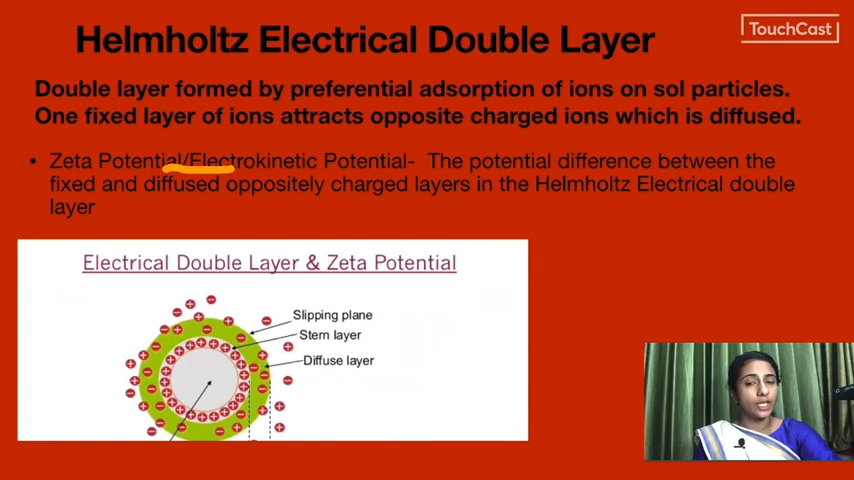 Helmholtz Electrical Double Layer
TouchCast
Double layer formed by preferential adsorption of ions on sol particles.
One fixed layer of ions attracts opposite charged ions which is diffused.
• Zeta Potential/Electrokinetic Potential- The potential difference between the
fixed and diffused oppositely charged layers in the Helmholtz Electrical double
layer
Electrical Double Layer & Zeta Potential
Slipping plane
Stern layer
Diffuse layer